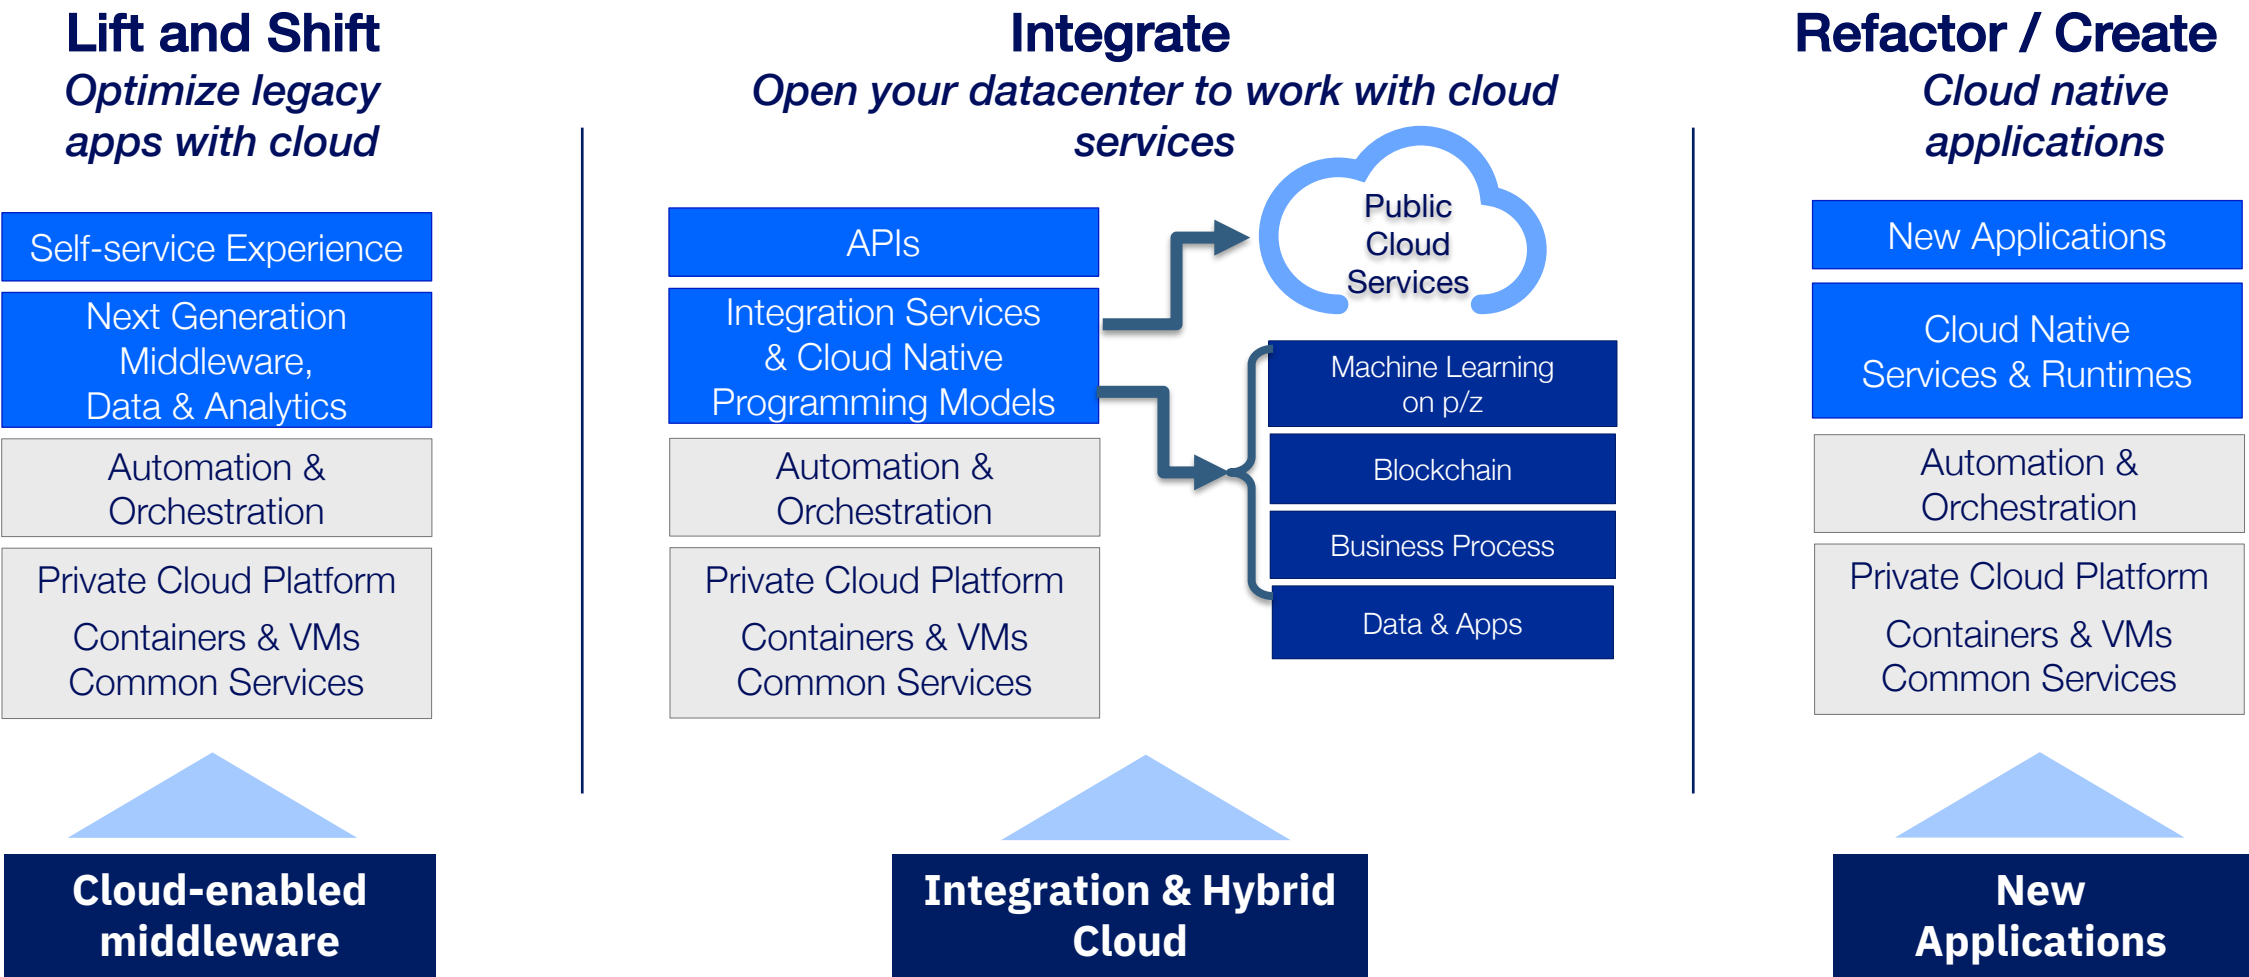 Lift and Shift
Optimize legacy
apps with cloud
Self-service Experience
Next Generation
Middleware,
Data & Analytics
Automation &
Orchestration
Private Cloud Platform
Containers & VMs
Common Services
Cloud-enabled
middleware
Integrate
Open your datacenter to work with cloud
services
APIs
Integration Services
& Cloud Native
Programming Models
Automation &
Orchestration
Private Cloud Platform
Containers & VMs
Common Services
Public
Cloud
Services
Machine Learning
on p/z
Blockchain
Business Process
Data & Apps
Integration & Hybrid
Cloud
Refactor / Create
Cloud native
applications
New Applications
Cloud Native
Services & Runtimes
Automation &
Orchestration
Private Cloud Platform
Containers & VMs
Common Services
New
Applications